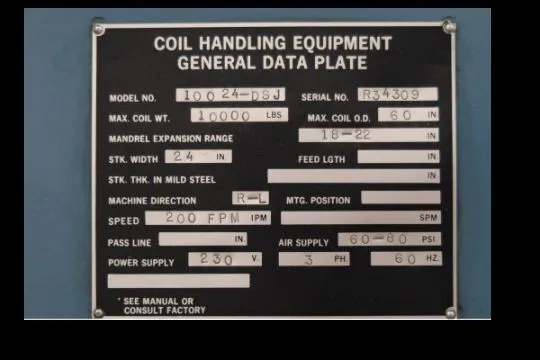 COIL HANDLING EQUIPMENT
GENERAL DATA PLATE
MODEL NO. 10024-DSJ SERIAL NO. R34309
MAX. COIL WT. 10000 LBS. MAX. COIL O.D. 60 IN
MANDREL EXPANSION RANGE 18-22 IN
STK. WIDTH 24 IN. FEED LGTH IN.
STK. THK. IN MILD STEEL IN.
MACHINE DIRECTION R-L MTG. POSITION
SPEED 200 FPM IPM SPM
PASS LINE IN. AIR SUPPLY 60-80 PSI.
POWER SUPPLY 230 V. 3 PH. 60 HZ.
* SEE MANUAL OR
CONSULT FACTORY